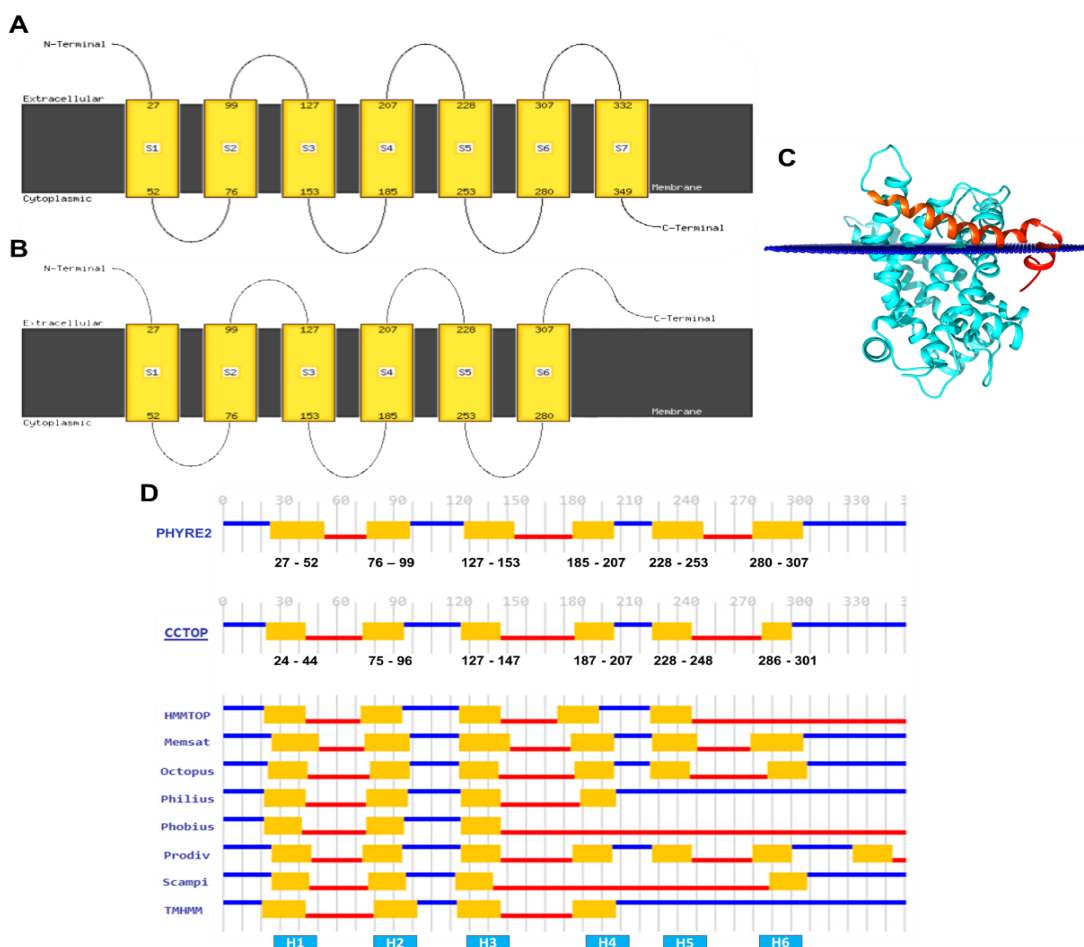 A
N-Terminal
Extracellular
27 99 127 207 228 307 332
S1 S2 S3 S4 S5 S6 S7
52 76 153 185 253 280 349
Membrane
Cytoplasmic
C-Terminal
B
N-Terminal
C-Terminal
Extracellular
27 99 127 207 228 307
S1 S2 S3 S4 S5 S6
52 76 153 185 253 280
Membrane
Cytoplasmic
C
D
0 30 60 90 120 150 180 210 240 270 300 330
PHYRE2
27 - 52 76 – 99 127 - 153 185 - 207 228 - 253 280 - 307
0 30 60 90 120 150 180 210 240 270 300 330
CCTOP
24 - 44 75 - 96 127 - 147 187 - 207 228 - 248 286 - 301
HMMTOP
Memsat
Octopus
Philius
Phobius
Prodiv
Scampi
TMHMM
H1 H2 H3 H4 H5 H6